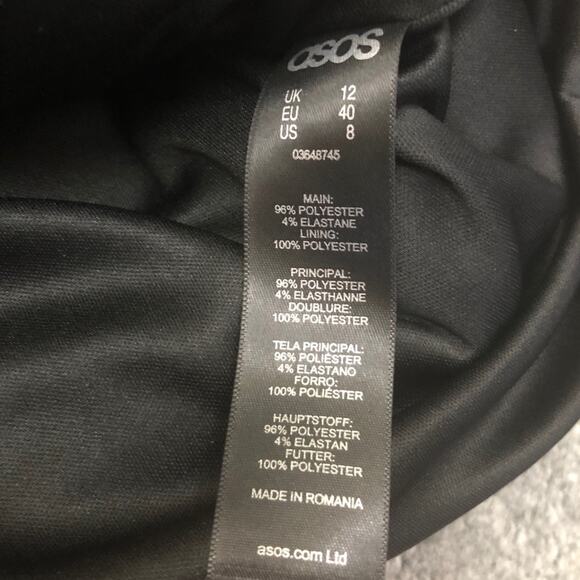 asos
UK 12
EU 40
US 8
03648745
MAIN:
96% POLYESTER
4% ELASTANE
LINING:
100% POLYESTER
PRINCIPAL:
96% POLYESTER
4% ELASTHANNE
DOUBLURE:
100% POLYESTER
TELA PRINCIPAL:
96% POLIÉSTER
4% ELASTANO
FORRO:
100% POLIÉSTER
HAUPTSTOFF:
96% POLYESTER
4% ELASTAN
FUTTER:
100% POLYESTER
MADE IN ROMANIA
asos.com Ltd